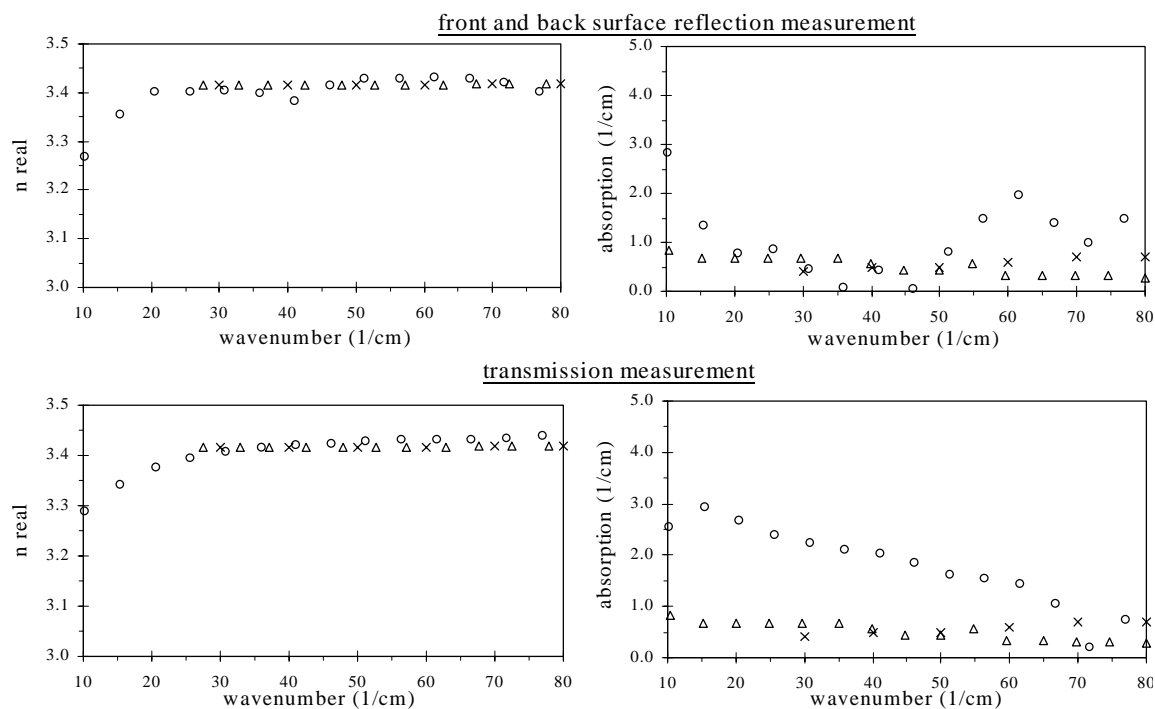 front and back surface reflection measurement
n real
3.5
3.4
3.3
3.2
3.1
3.0
10 20 30 40 50 60 70 80
wavenumber (1/cm)
absorption (1/cm)
5.0
4.0
3.0
2.0
1.0
0.0
10 20 30 40 50 60 70 80
wavenumber (1/cm)
transmission measurement
n real
3.5
3.4
3.3
3.2
3.1
3.0
10 20 30 40 50 60 70 80
wavenumber (1/cm)
absorption (1/cm)
5.0
4.0
3.0
2.0
1.0
0.0
10 20 30 40 50 60 70 80
wavenumber (1/cm)